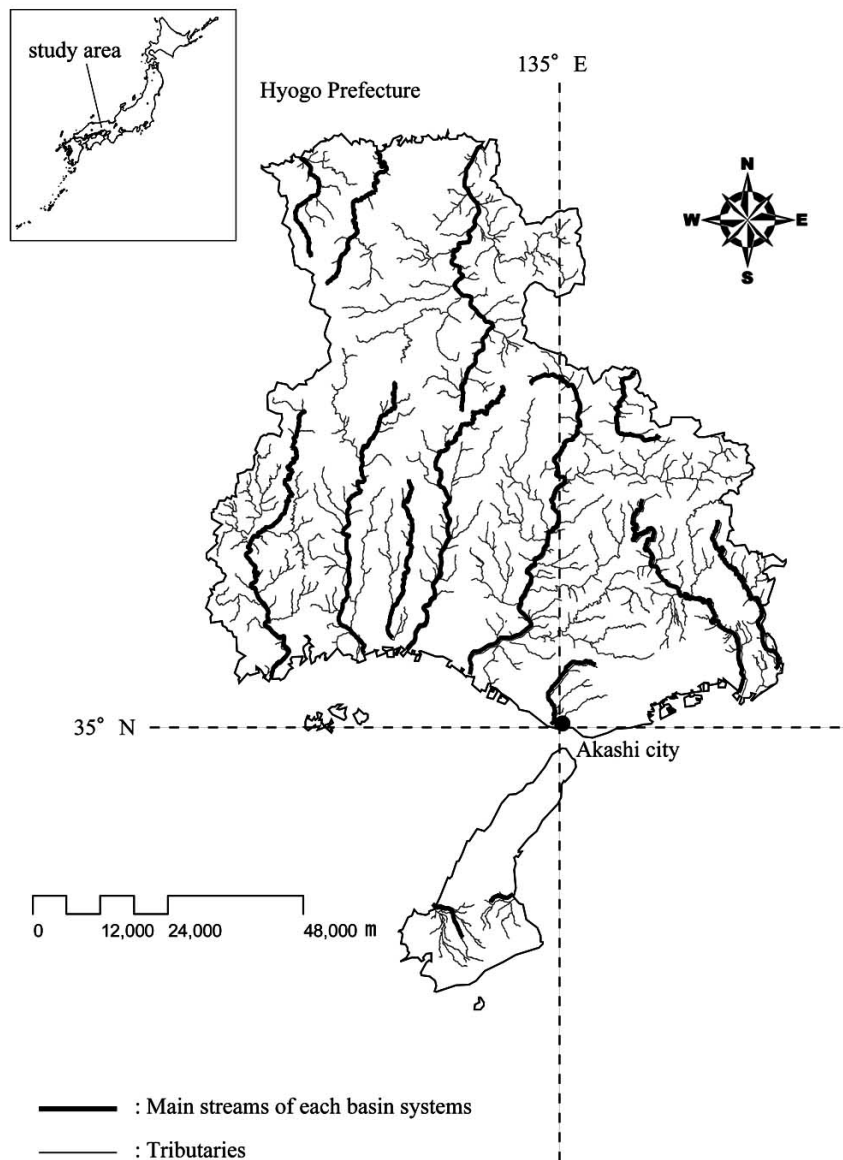 study area
135° E
Hyogo Prefecture
N
W E
S
35° N
Akashi city
0 12,000 24,000 48,000 m
: Main streams of each basin systems
: Tributaries